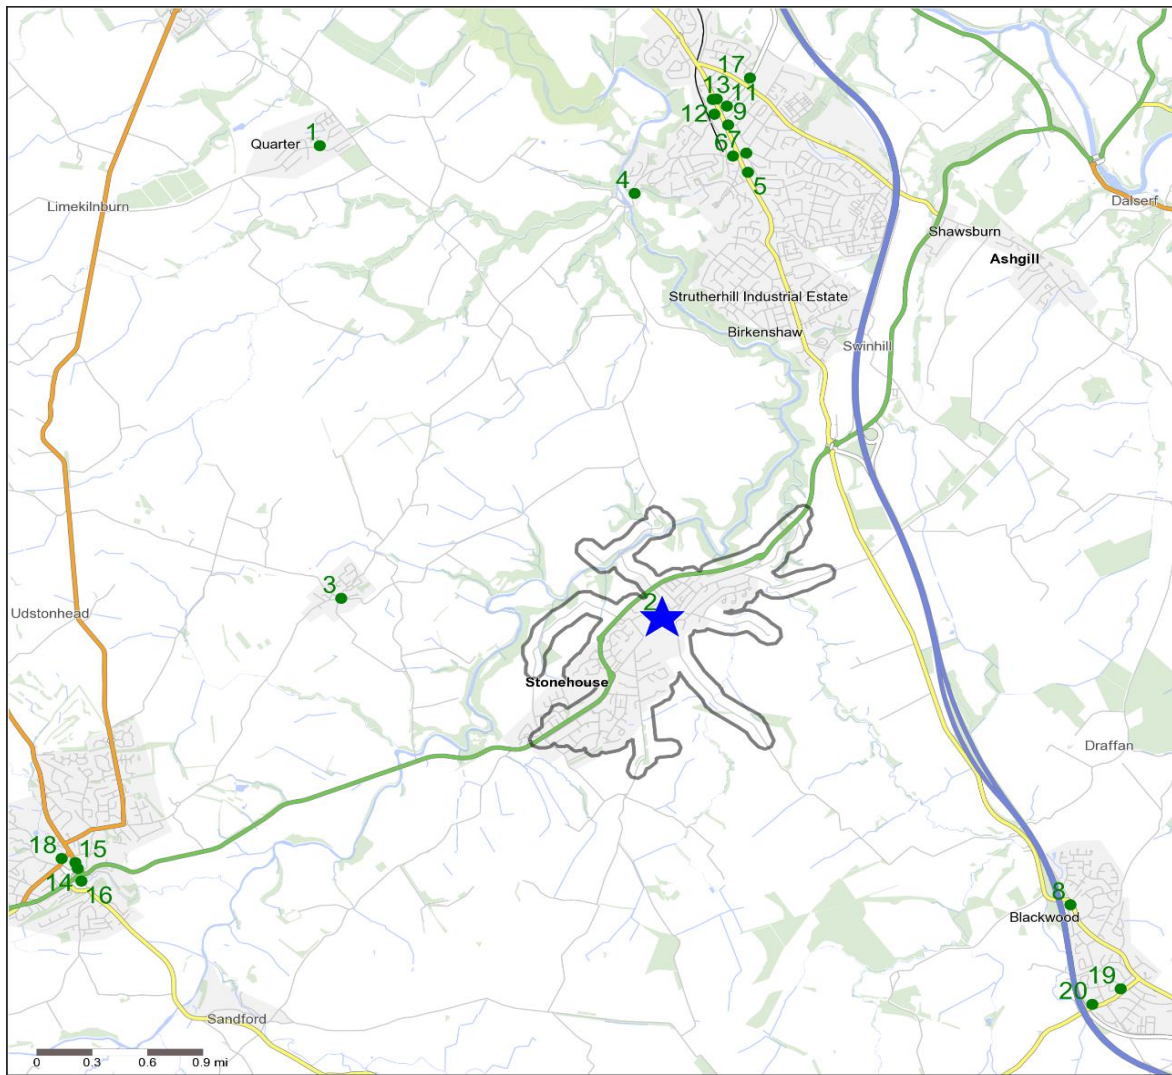 17
13
11
12
9
1
Quarter
6
7
5
4
Limekilnburn
Dalserf
Shawsburn
Ashgill
Strutherhill Industrial Estate
Birkenshaw
Swinhill
3
2
Udstonhead
Stonehouse
Draffan
18
15
14
16
8
Blackwood
19
20
Sandford
0 0.3 0.6 0.9 mi